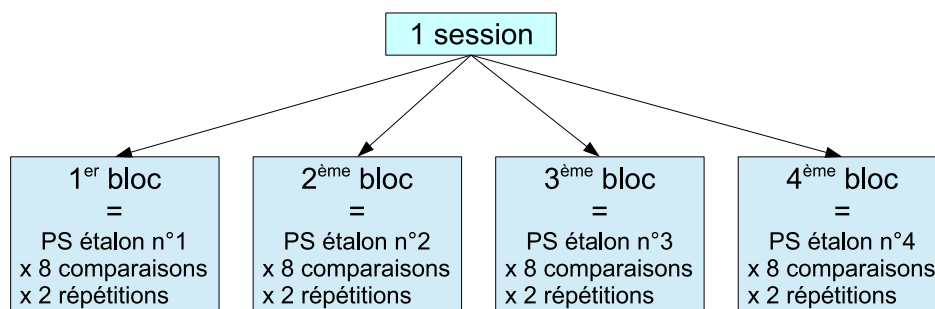 1 session
1er bloc
=
PS étalon n°1
x 8 comparaisons
x 2 répétitions
2ème bloc
=
PS étalon n°2
x 8 comparaisons
x 2 répétitions
3ème bloc
=
PS étalon n°3
x 8 comparaisons
x 2 répétitions
4ème bloc
=
PS étalon n°4
x 8 comparaisons
x 2 répétitions